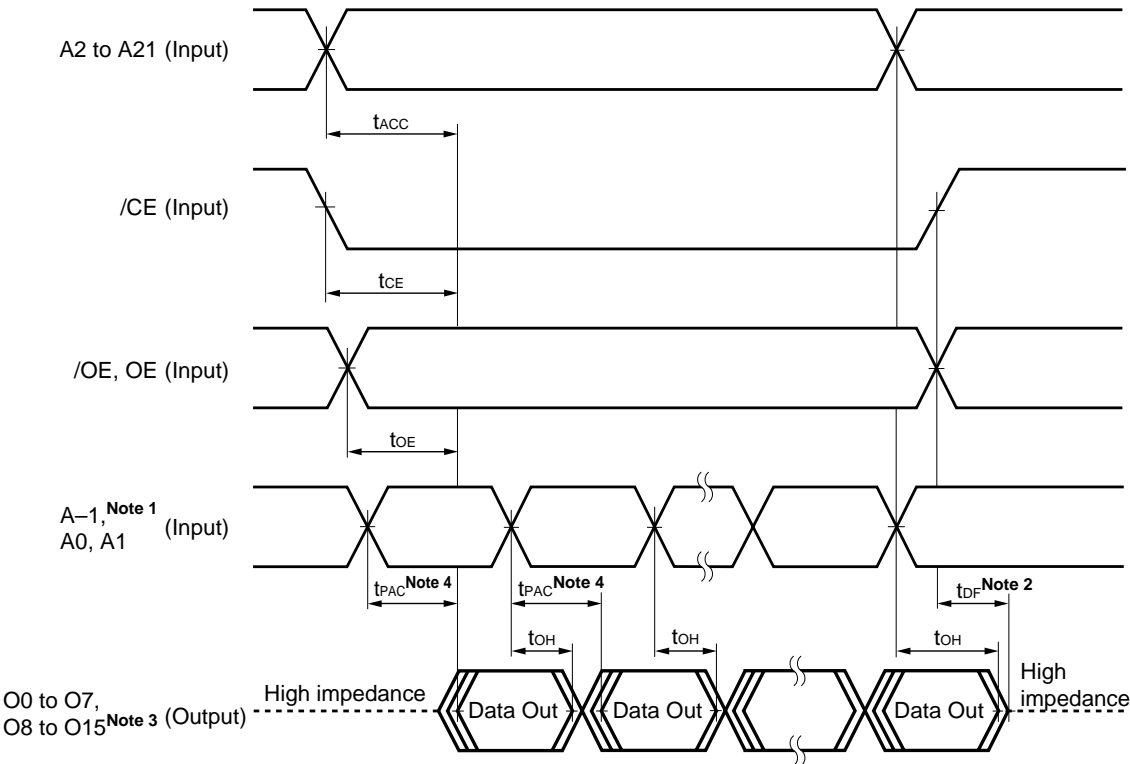 A2 to A21 (Input)
tACC
/CE (Input)
tCE
/OE, OE (Input)
tOE
A–1,Note 1 (Input)
A0, A1
tPACNote 4
tPACNote 4
tDFNote 2
tOH
tOH
tOH
High impedance
High
impedance
O0 to O7,
O8 to O15Note 3 (Output)
Data Out
Data Out
Data Out